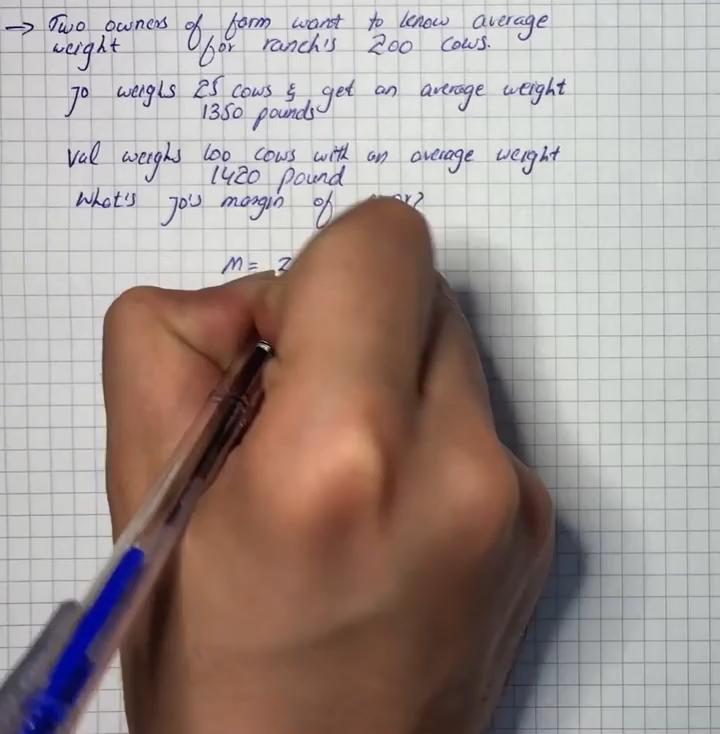 → Two owners of farm want to know average
weight for ranch's 200 cows.
Jo weighs 25 cows & get an average weight
1350 pounds
Val weighs 100 cows with an average weight
1420 pound
What's Jo's margin of
M= 2